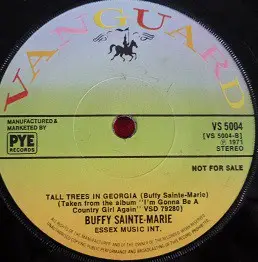 VANGUARD
MANUFACTURED &
MARKETED BY
PYE
RECORDS
VS 5004
[VS 5004-B]
℗ 1971
STEREO
NOT FOR SALE
TALL TREES IN GEORGIA (Buffy Sainte-Marie)
(Taken from the album "I'm Gonna Be A
Country Girl Again" VSD 79280)
BUFFY SAINTE-MARIE
ESSEX MUSIC INT.